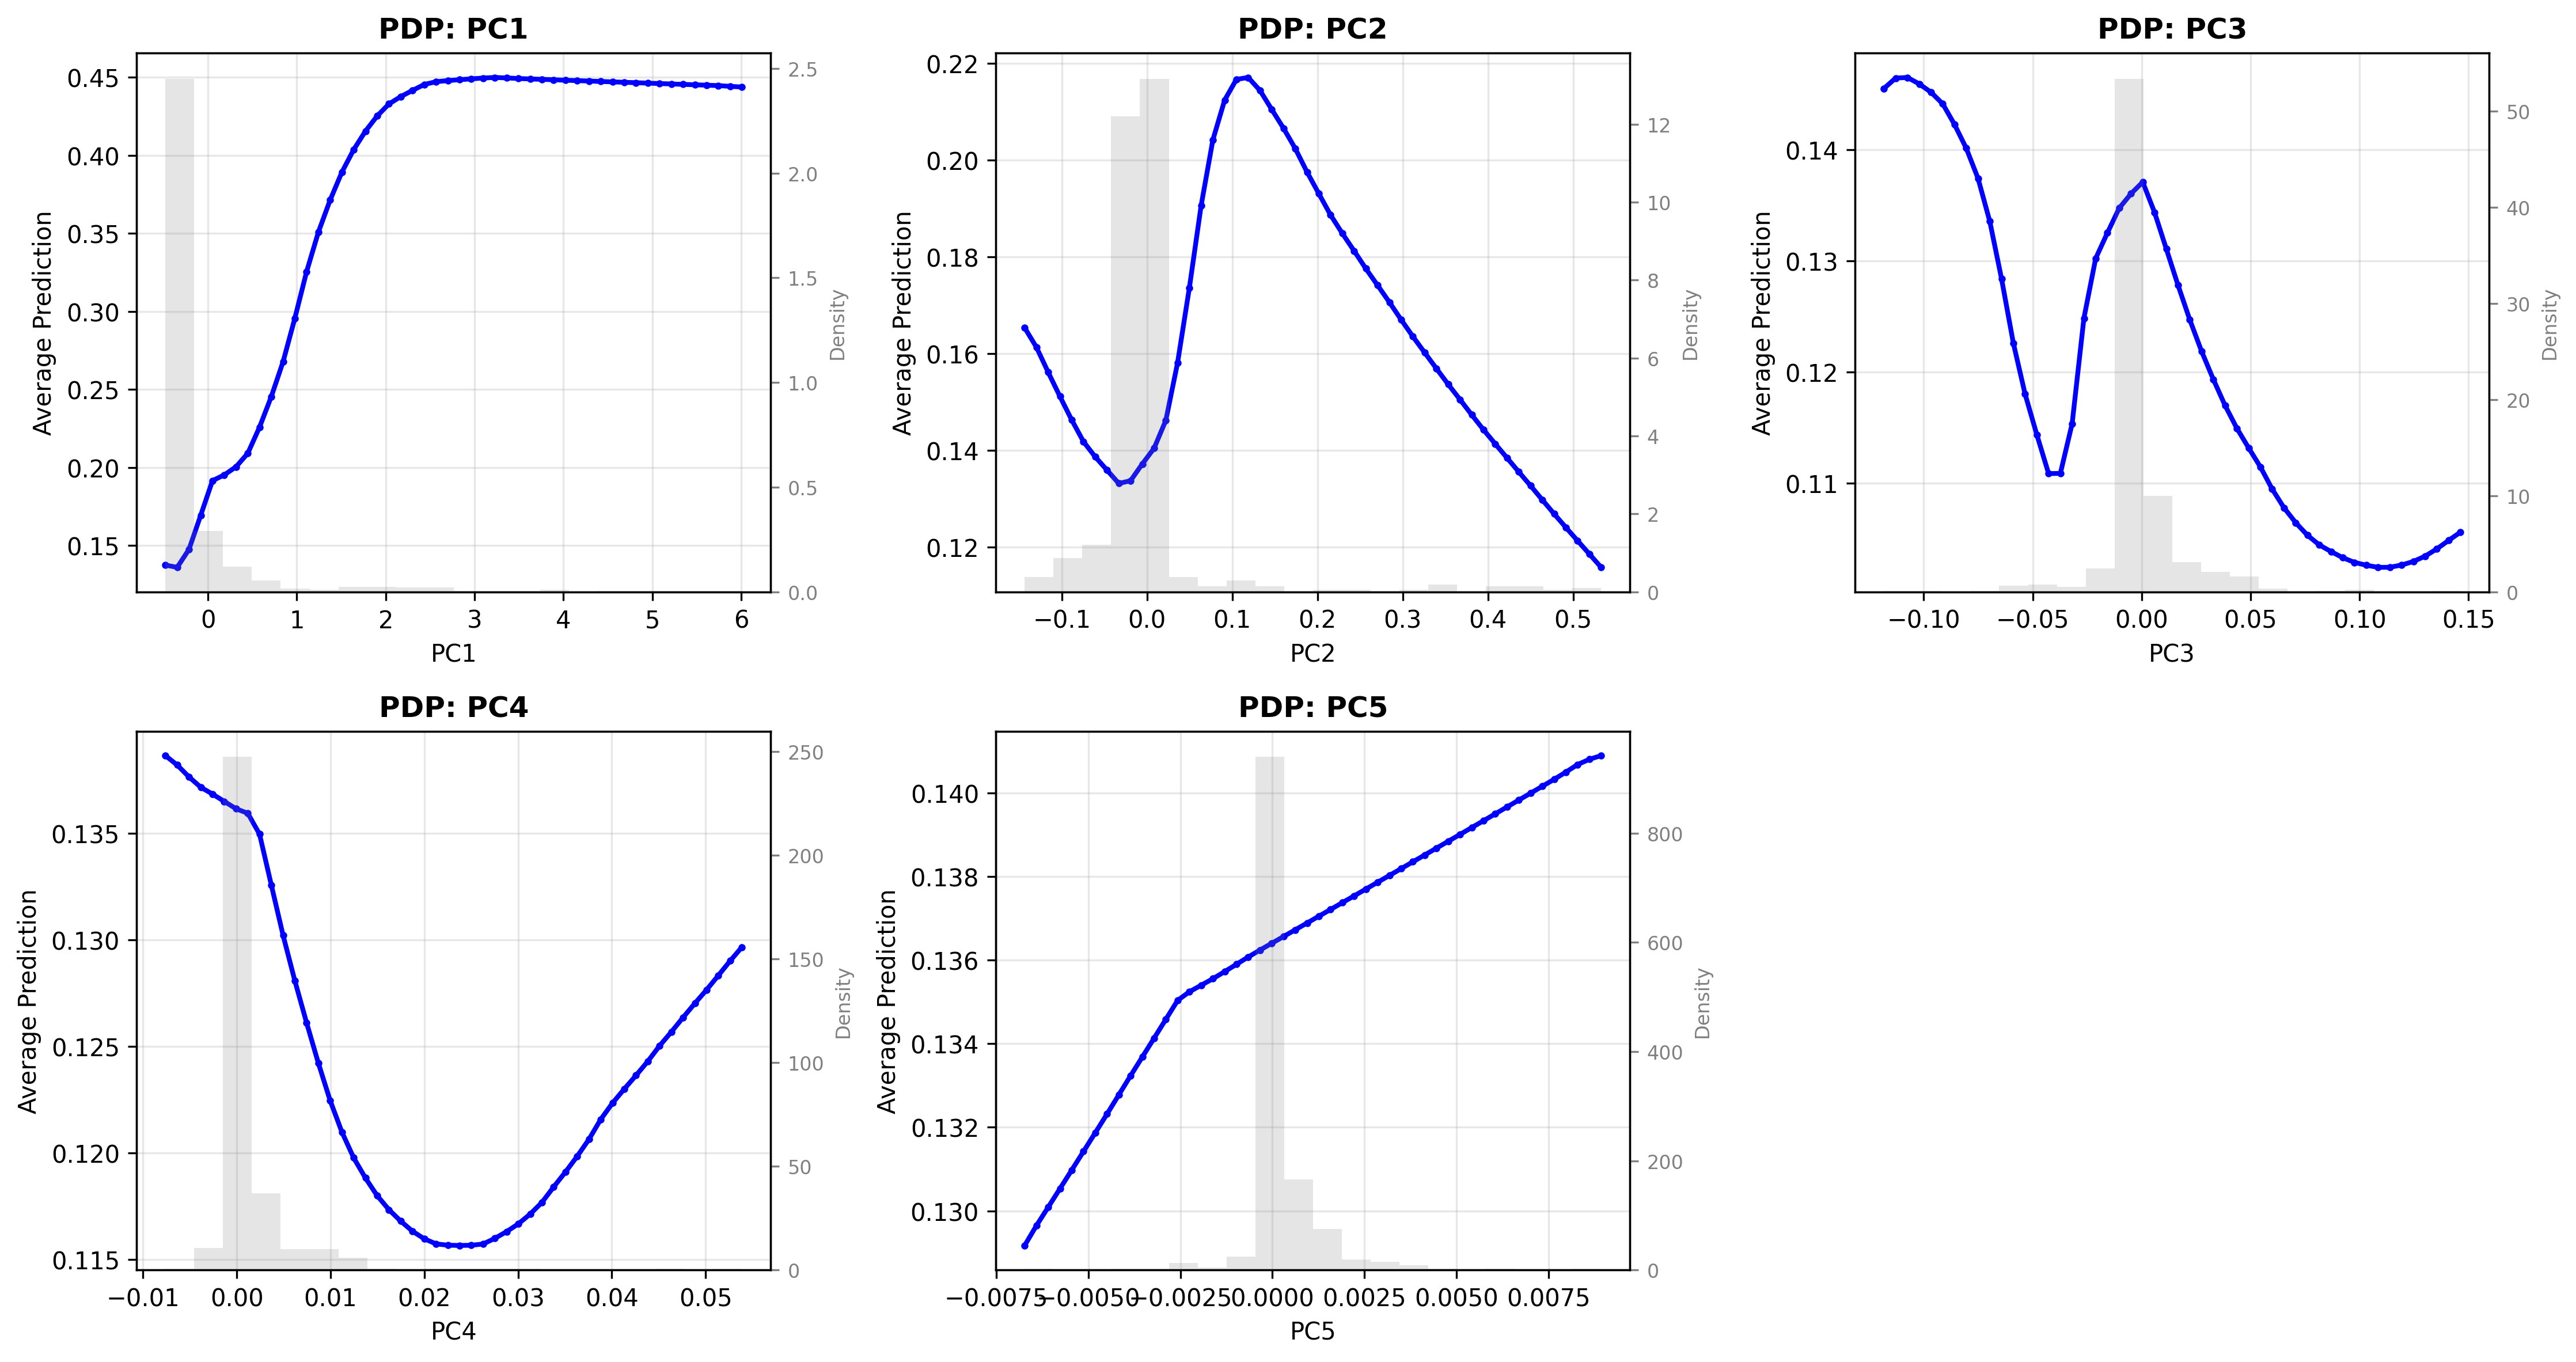 PDP: PC1
0.45
0.40
0.35
0.30
0.25
0.20
0.15
Average Prediction
2.5
2.0
1.5
1.0
0.5
0.0
Density
0 1 2 3 4 5 6
PC1
PDP: PC2
0.22
0.20
0.18
0.16
0.14
0.12
Average Prediction
12
10
8
6
4
2
0
Density
−0.1 0.0 0.1 0.2 0.3 0.4 0.5
PC2
PDP: PC3
0.14
0.13
0.12
0.11
Average Prediction
50
40
30
20
10
0
Density
−0.10 −0.05 0.00 0.05 0.10 0.15
PC3
PDP: PC4
0.135
0.130
0.125
0.120
0.115
Average Prediction
250
200
150
100
50
0
Density
−0.01 0.00 0.01 0.02 0.03 0.04 0.05
PC4
PDP: PC5
0.140
0.138
0.136
0.134
0.132
0.130
Average Prediction
800
600
400
200
0
Density
−0.0075 −0.0050 −0.0025 0.0000 0.0025 0.0050 0.0075
PC5